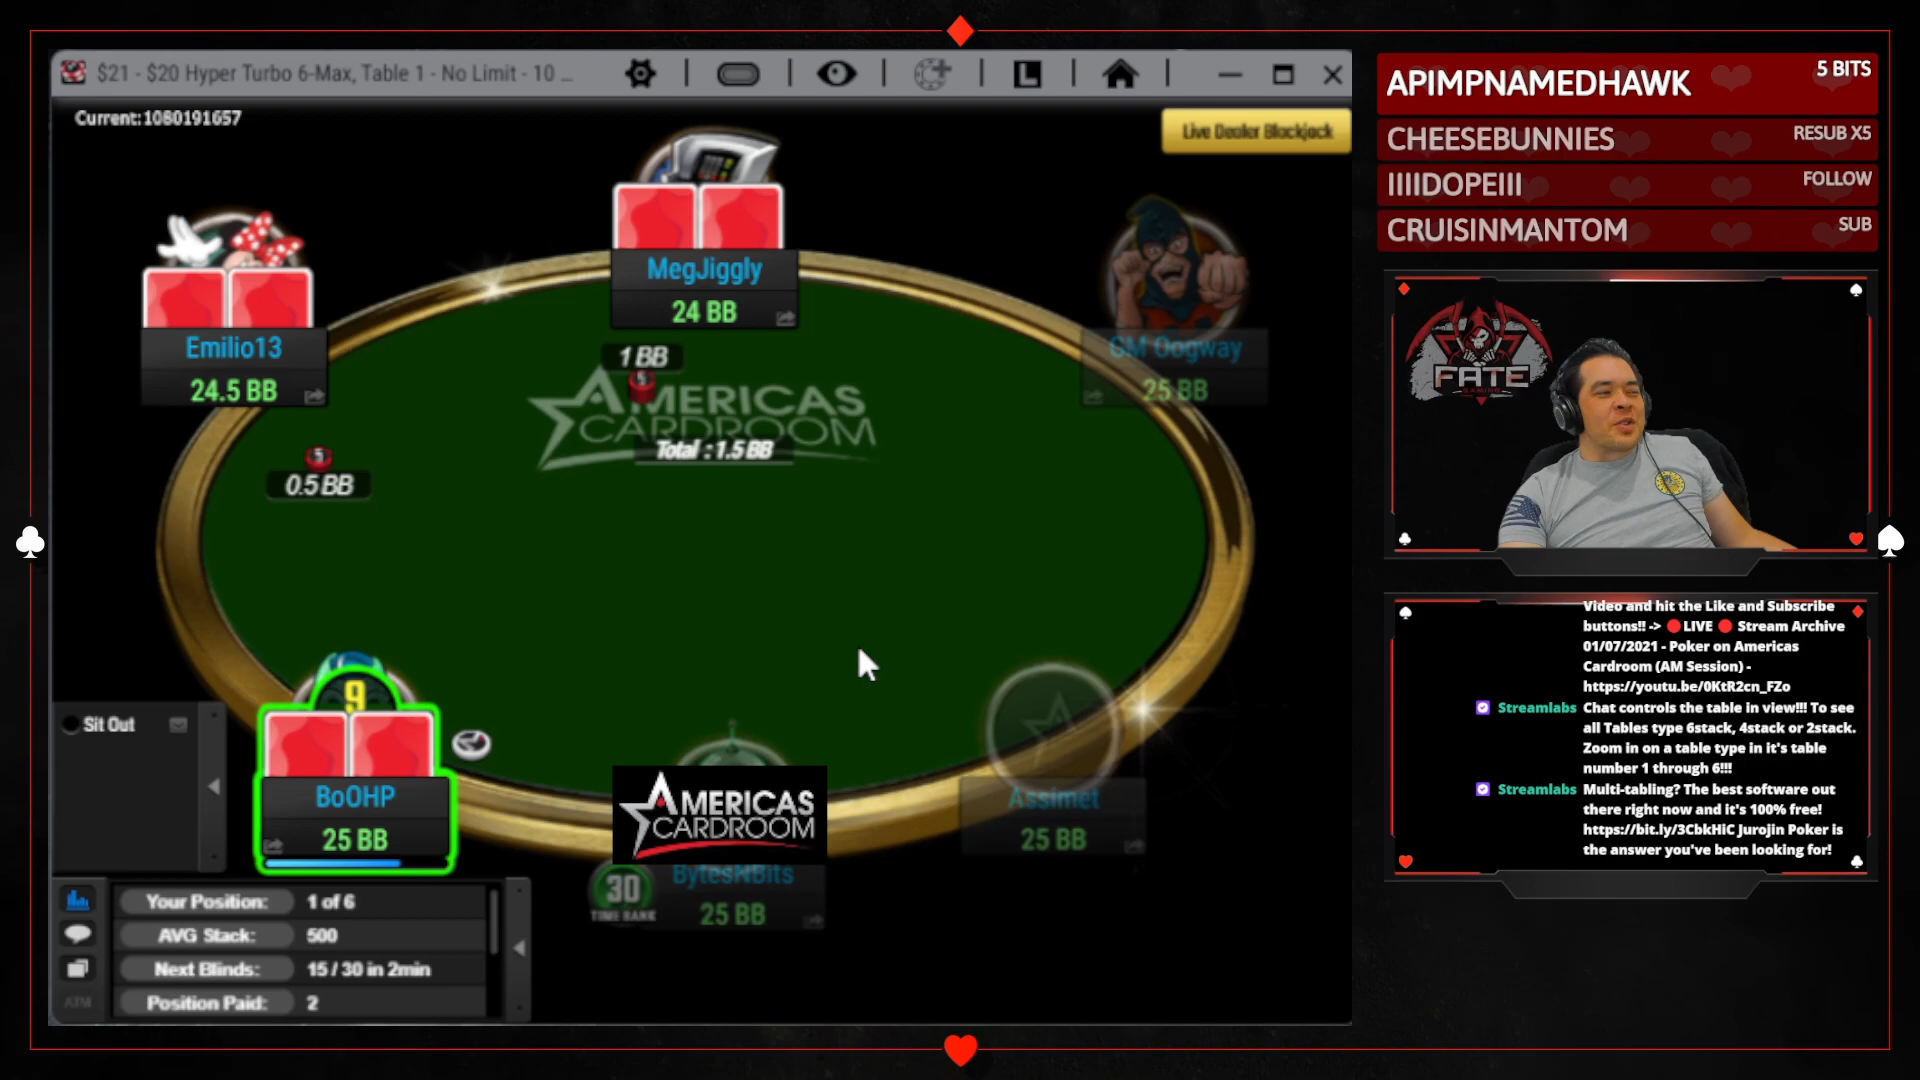 $21 - $20 Hyper Turbo 6-Max, Table 1 - No Limit - 10 ...
Current:1080191657
Live Dealer Blackjack
MegJiggly
24 BB
Emilio13
24.5 BB
GM Oogway
25 BB
1 BB
AMERICAS
CARDROOM
Total : 1.5 BB
0.5 BB
Sit Out
9
BoOHP
25 BB
AMERICAS
CARDROOM
30
TIME BANK
BytesNBits
25 BB
Assimet
25 BB
Your Position: 1 of 6
AVG Stack: 500
Next Blinds: 15 / 30 in 2min
Position Paid: 2
APIMPNAMEDHAWK 5 BITS
CHEESEBUNNIES RESUB X5
IIIIDOPEIII FOLLOW
CRUISINMANTOM SUB
FATE
GAMING
Video and hit the Like and Subscribe
buttons!! -> 🔴LIVE 🔴 Stream Archive
01/07/2021 - Poker on Americas
Cardroom (AM Session) -
https://youtu.be/0KtR2cn_FZo
Streamlabs Chat controls the table in view!!! To see
all Tables type 6stack, 4stack or 2stack.
Zoom in on a table type in it's table
number 1 through 6!!!
Streamlabs Multi-tabling? The best software out
there right now and it's 100% free!
https://bit.ly/3CbkHiC Jurojin Poker is
the answer you've been looking for!